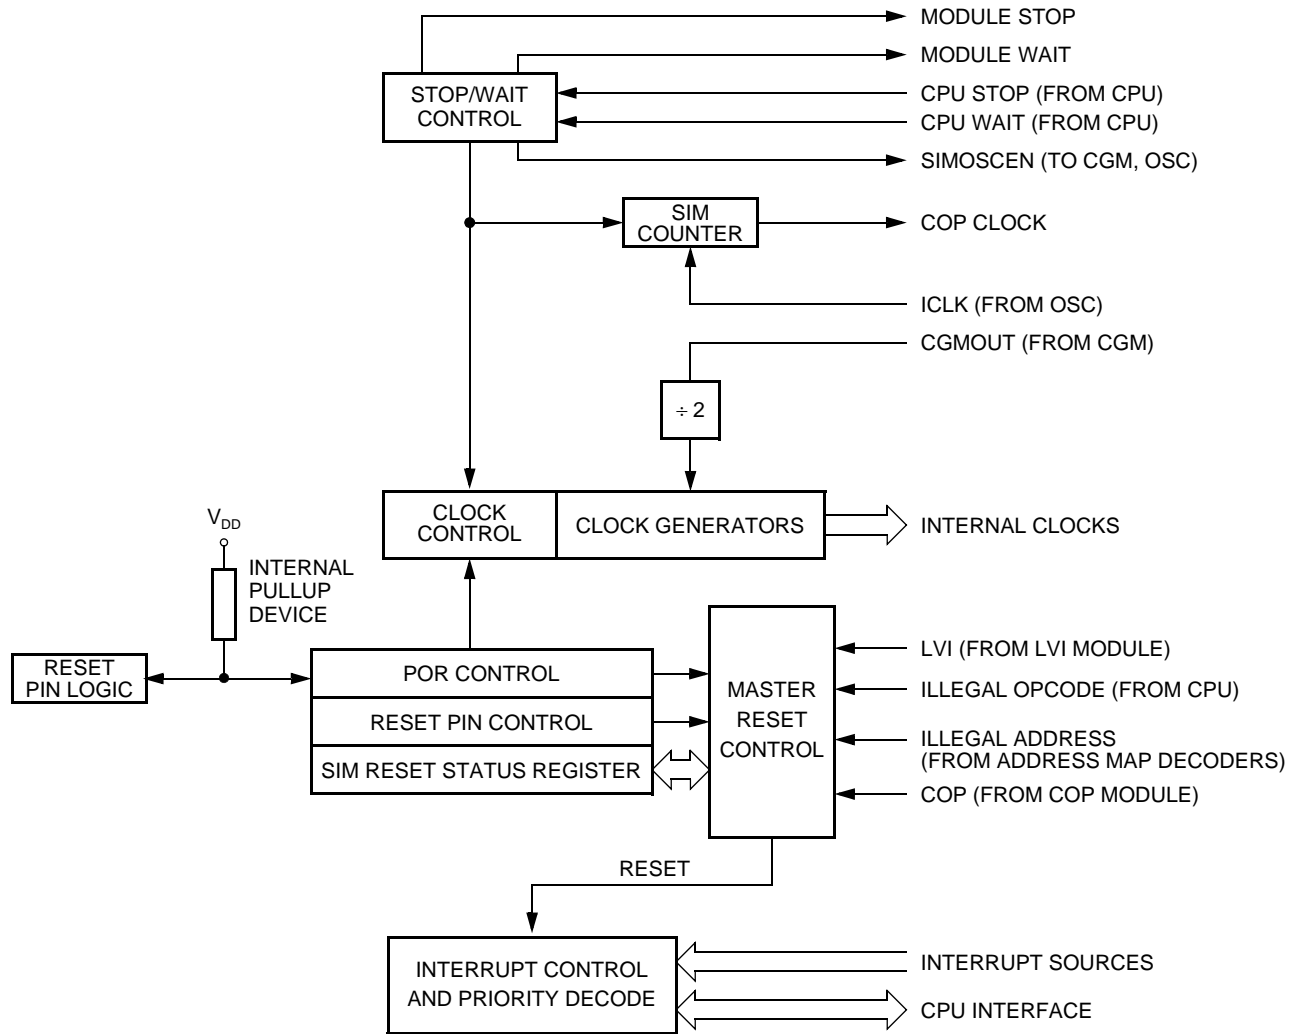 MODULE STOP
MODULE WAIT
STOP/WAIT
CONTROL
CPU STOP (FROM CPU)
CPU WAIT (FROM CPU)
SIMOSCEN (TO CGM, OSC)
SIM
COUNTER
COP CLOCK
ICLK (FROM OSC)
CGMOUT (FROM CGM)
÷ 2
CLOCK
CONTROL
CLOCK GENERATORS
INTERNAL CLOCKS
VDD
INTERNAL
PULLUP
DEVICE
RESET
PIN LOGIC
POR CONTROL
RESET PIN CONTROL
SIM RESET STATUS REGISTER
MASTER
RESET
CONTROL
LVI (FROM LVI MODULE)
ILLEGAL OPCODE (FROM CPU)
ILLEGAL ADDRESS
(FROM ADDRESS MAP DECODERS)
COP (FROM COP MODULE)
RESET
INTERRUPT CONTROL
AND PRIORITY DECODE
INTERRUPT SOURCES
CPU INTERFACE